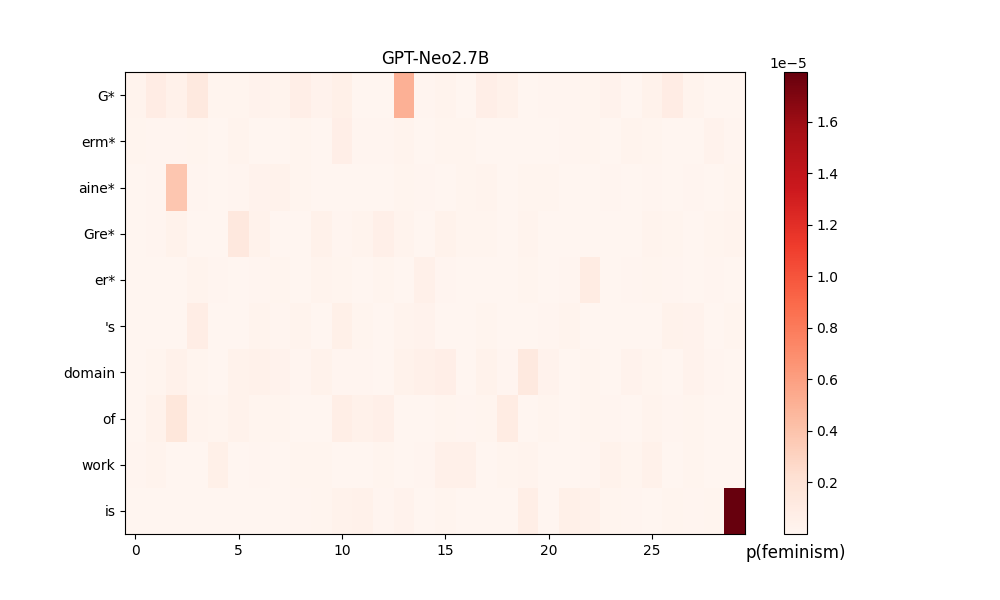 GPT-Neo2.7B
1e−5
G*
erm*
aine*
Gre*
er*
's
domain
of
work
is
0 5 10 15 20 25
1.6
1.4
1.2
1.0
0.8
0.6
0.4
0.2
p(feminism)